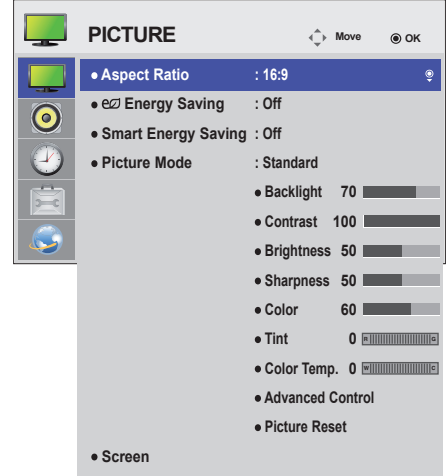 PICTURE Move OK
• Aspect Ratio : 16:9
• Energy Saving : Off
• Smart Energy Saving : Off
• Picture Mode : Standard
• Backlight 70
• Contrast 100
• Brightness 50
• Sharpness 50
• Color 60
• Tint 0 R G
• Color Temp. 0 W C
• Advanced Control
• Picture Reset
• Screen